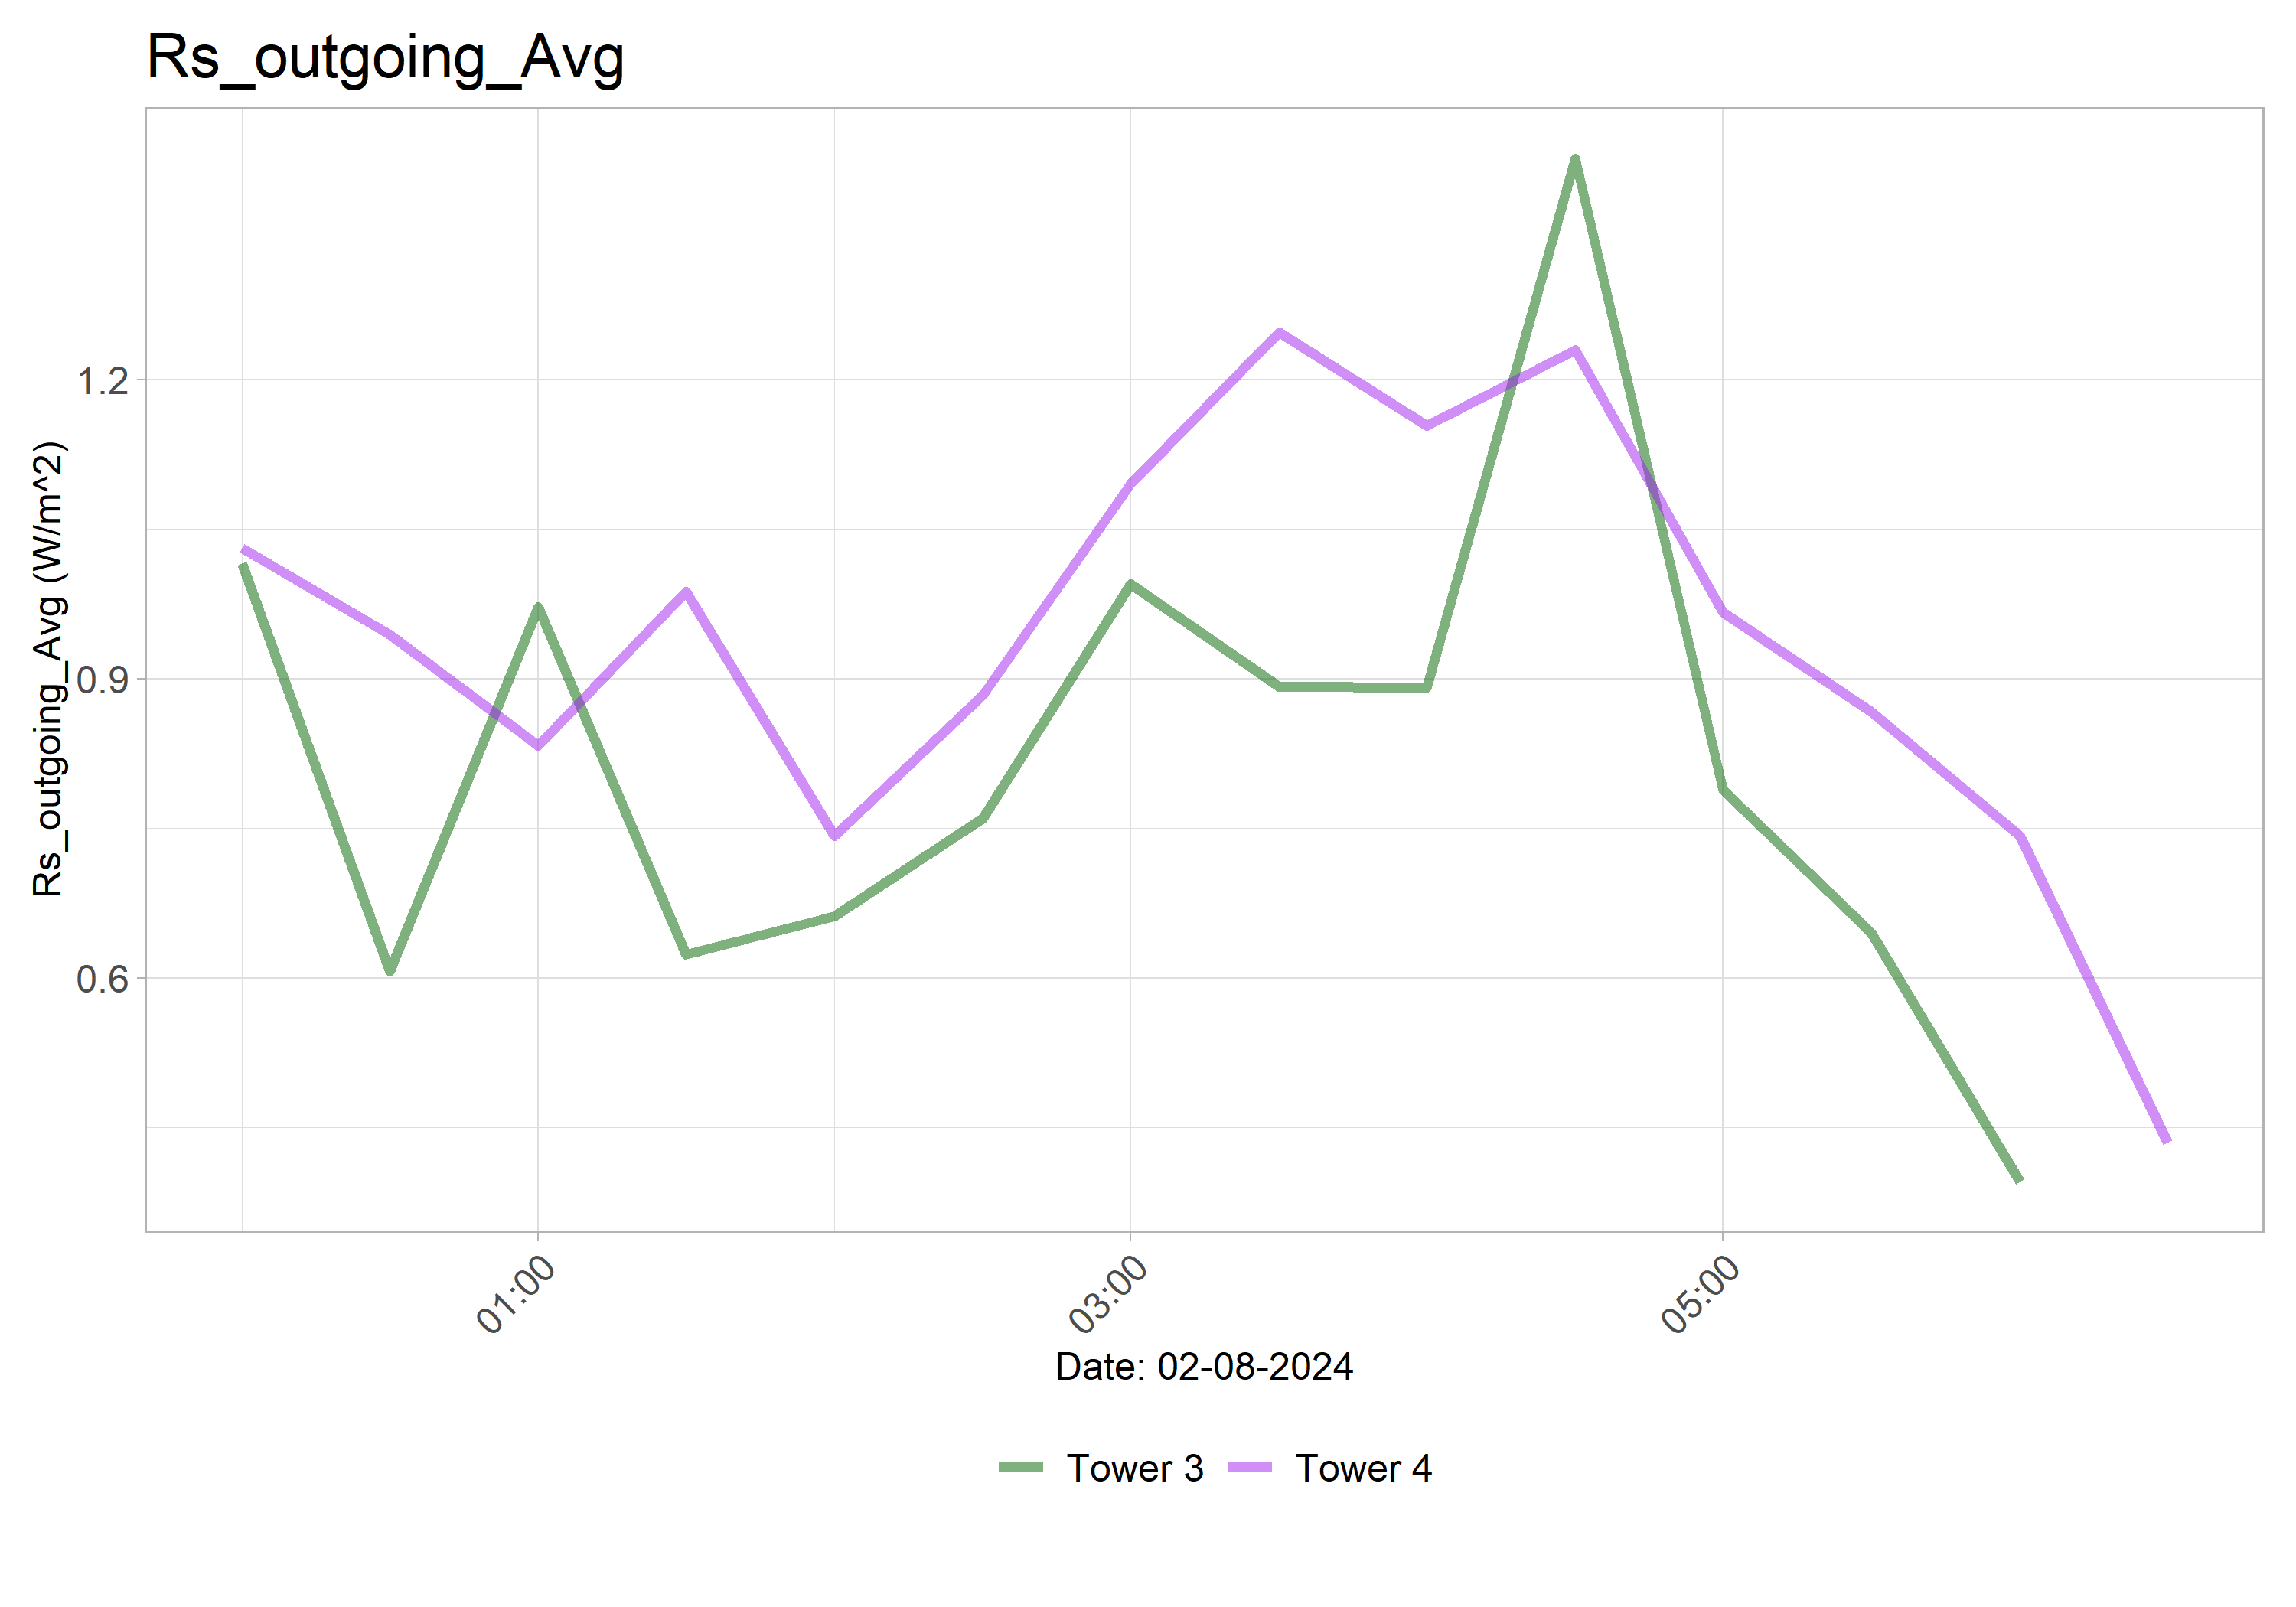 Rs_outgoing_Avg
Rs_outgoing_Avg (W/m^2)
1.2
0.9
0.6
01:00
03:00
05:00
Date: 02-08-2024
Tower 3
Tower 4